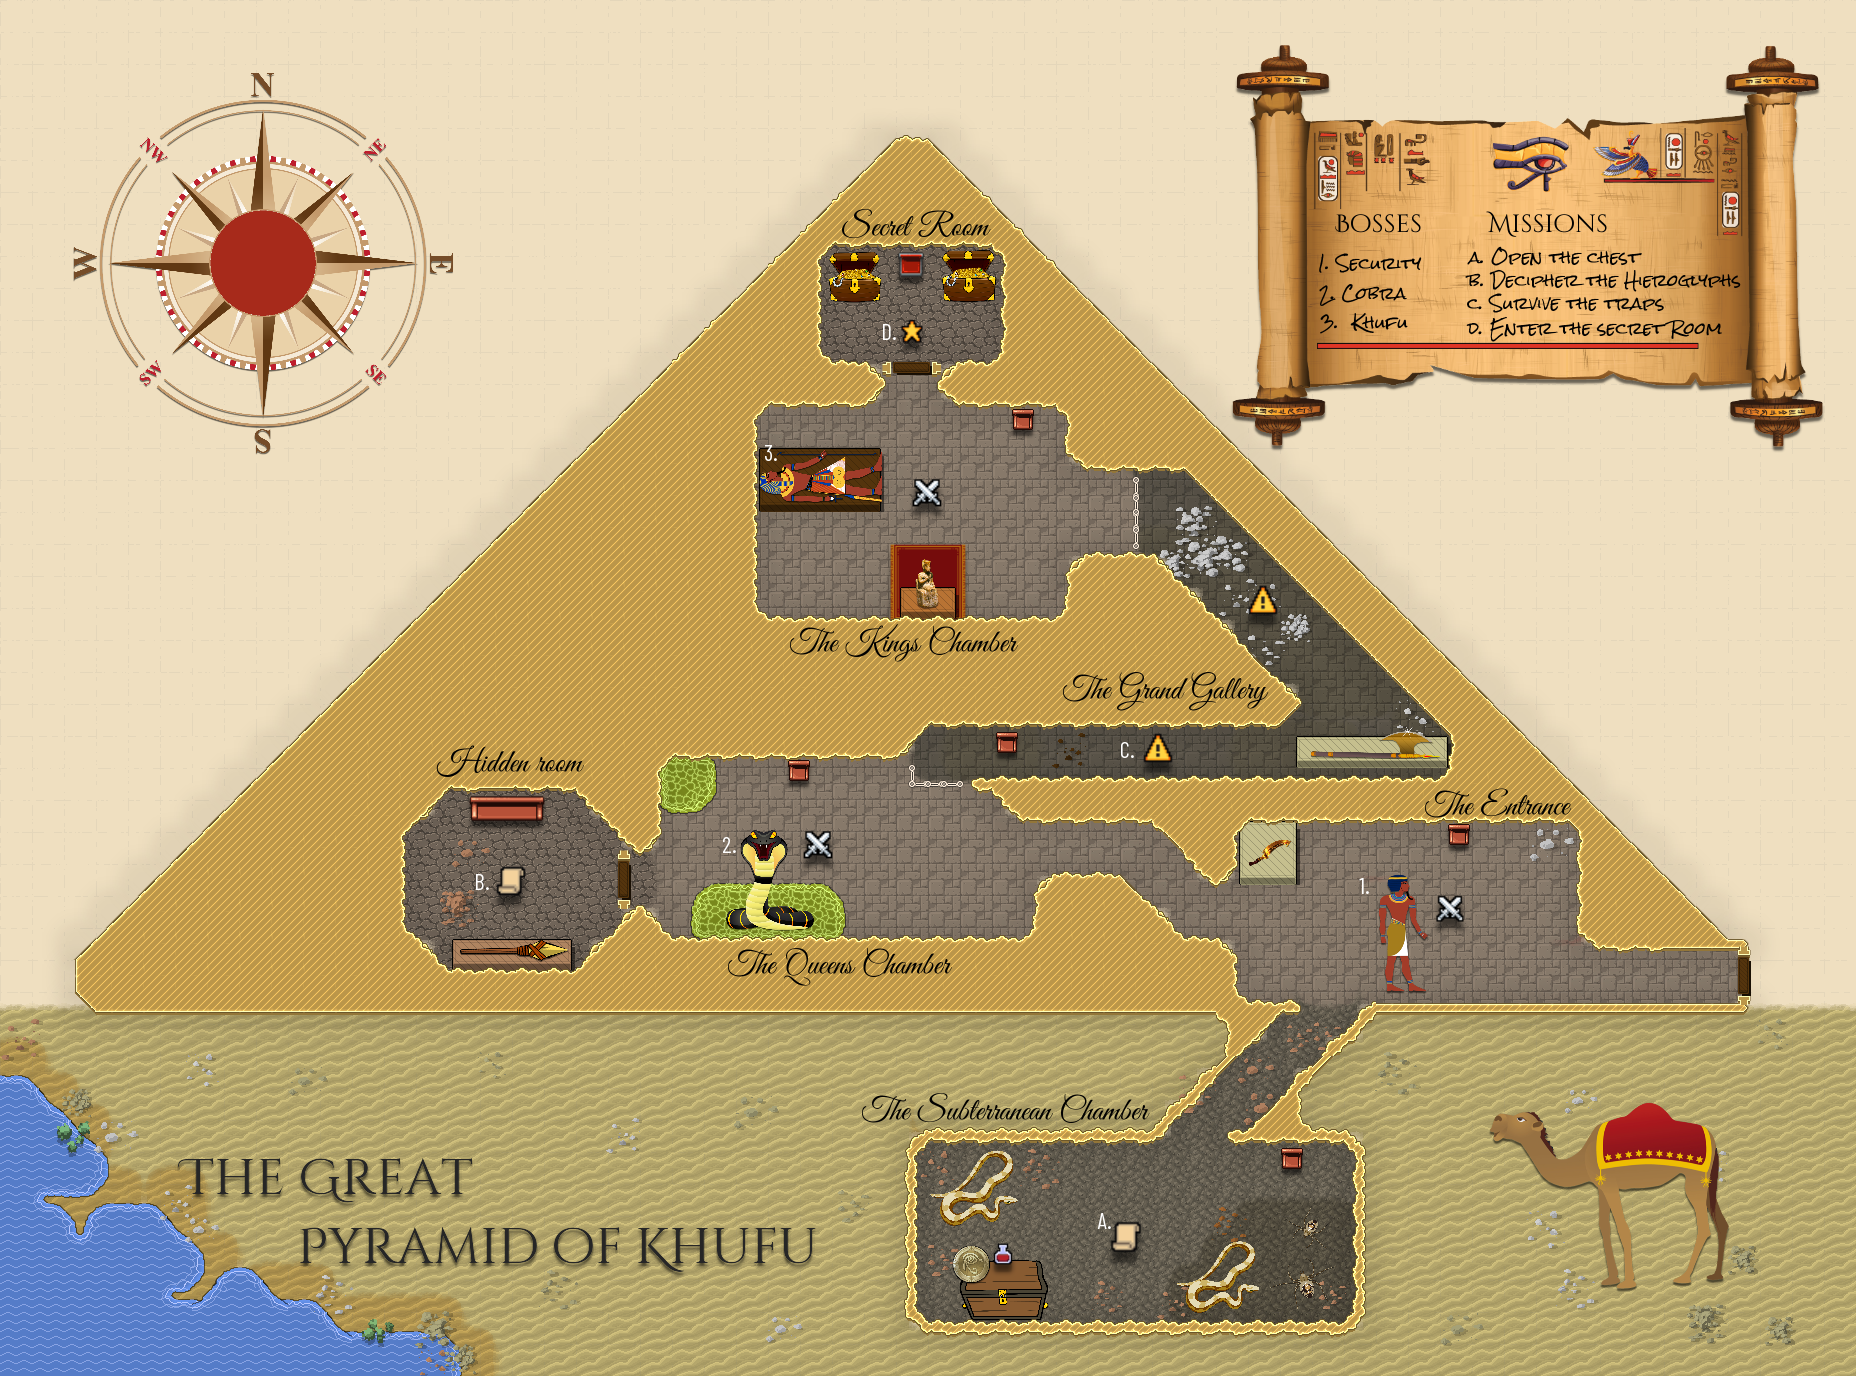 N
NW
NE
W
E
SW
SE
S
Bosses
1. Security
2. Cobra
3. Khufu
Missions
A. Open the chest
B. Decipher the Hieroglyphs
C. Survive the traps
D. Enter the secret Room
Secret Room
D.
3.
The Kings Chamber
The Grand Gallery
C.
Hidden room
B.
2.
The Queens Chamber
The Entrance
1.
The Subterranean Chamber
A.
The Great
Pyramid of Khufu